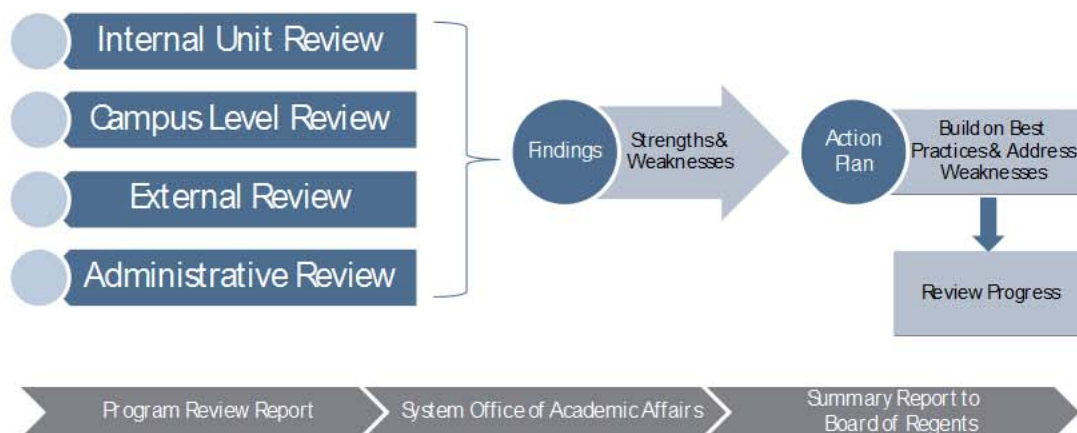 Internal Unit Review
Campus Level Review
External Review
Administrative Review
Findings
Strengths &
Weaknesses
Action
Plan
Build on Best
Practices & Address
Weaknesses
Review Progress
Program Review Report
System Office of Academic Affairs
Summary Report to
Board of Regents